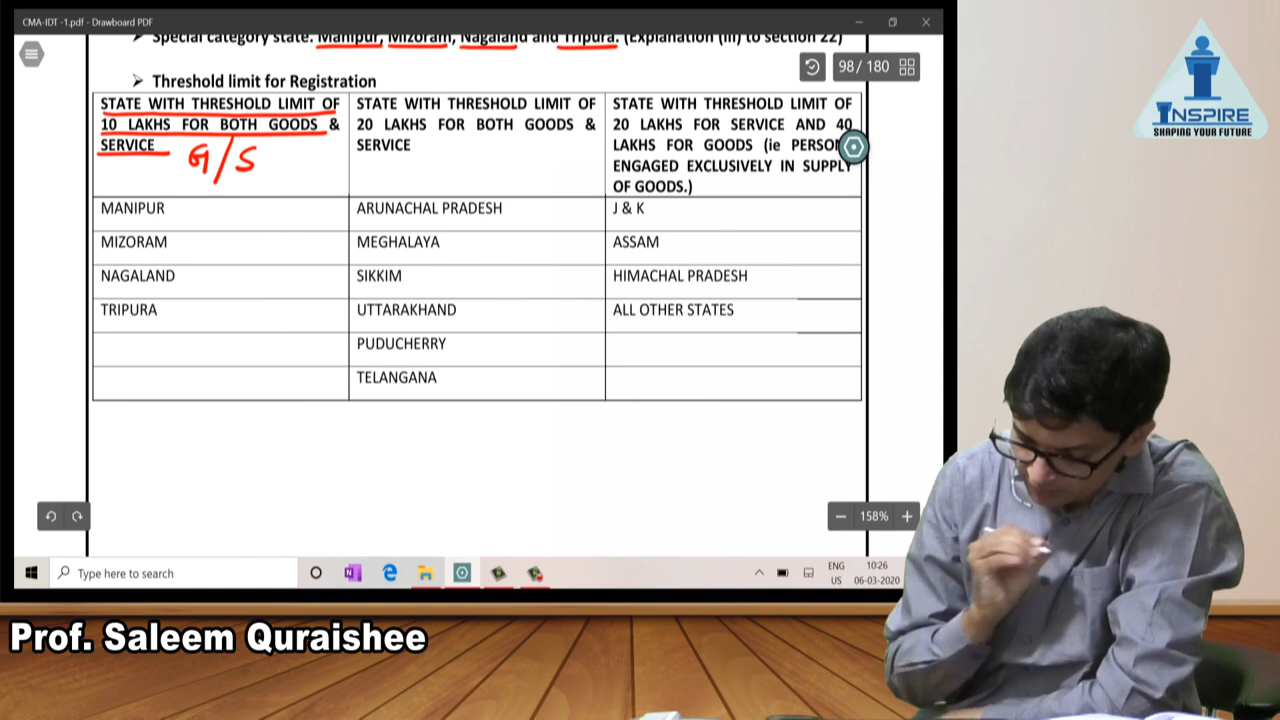 CMA-IDT -1.pdf - Drawboard PDF
➤ Special category state: Manipur, Mizoram, Nagaland and Tripura. (Explanation (iii) to section 22)
➤ Threshold limit for Registration
98 / 180
STATE WITH THRESHOLD LIMIT OF
10 LAKHS FOR BOTH GOODS &
SERVICE
G/S
STATE WITH THRESHOLD LIMIT OF
20 LAKHS FOR BOTH GOODS &
SERVICE
STATE WITH THRESHOLD LIMIT OF
20 LAKHS FOR SERVICE AND 40
LAKHS FOR GOODS (ie PERSON
ENGAGED EXCLUSIVELY IN SUPPLY
OF GOODS.)
MANIPUR ARUNACHAL PRADESH J & K
MIZORAM MEGHALAYA ASSAM
NAGALAND SIKKIM HIMACHAL PRADESH
TRIPURA UTTARAKHAND ALL OTHER STATES
PUDUCHERRY
TELANGANA
158%
Type here to search
ENG
US
10:26
06-03-2020
INSPIRE
SHAPING YOUR FUTURE
Prof. Saleem Quraishee